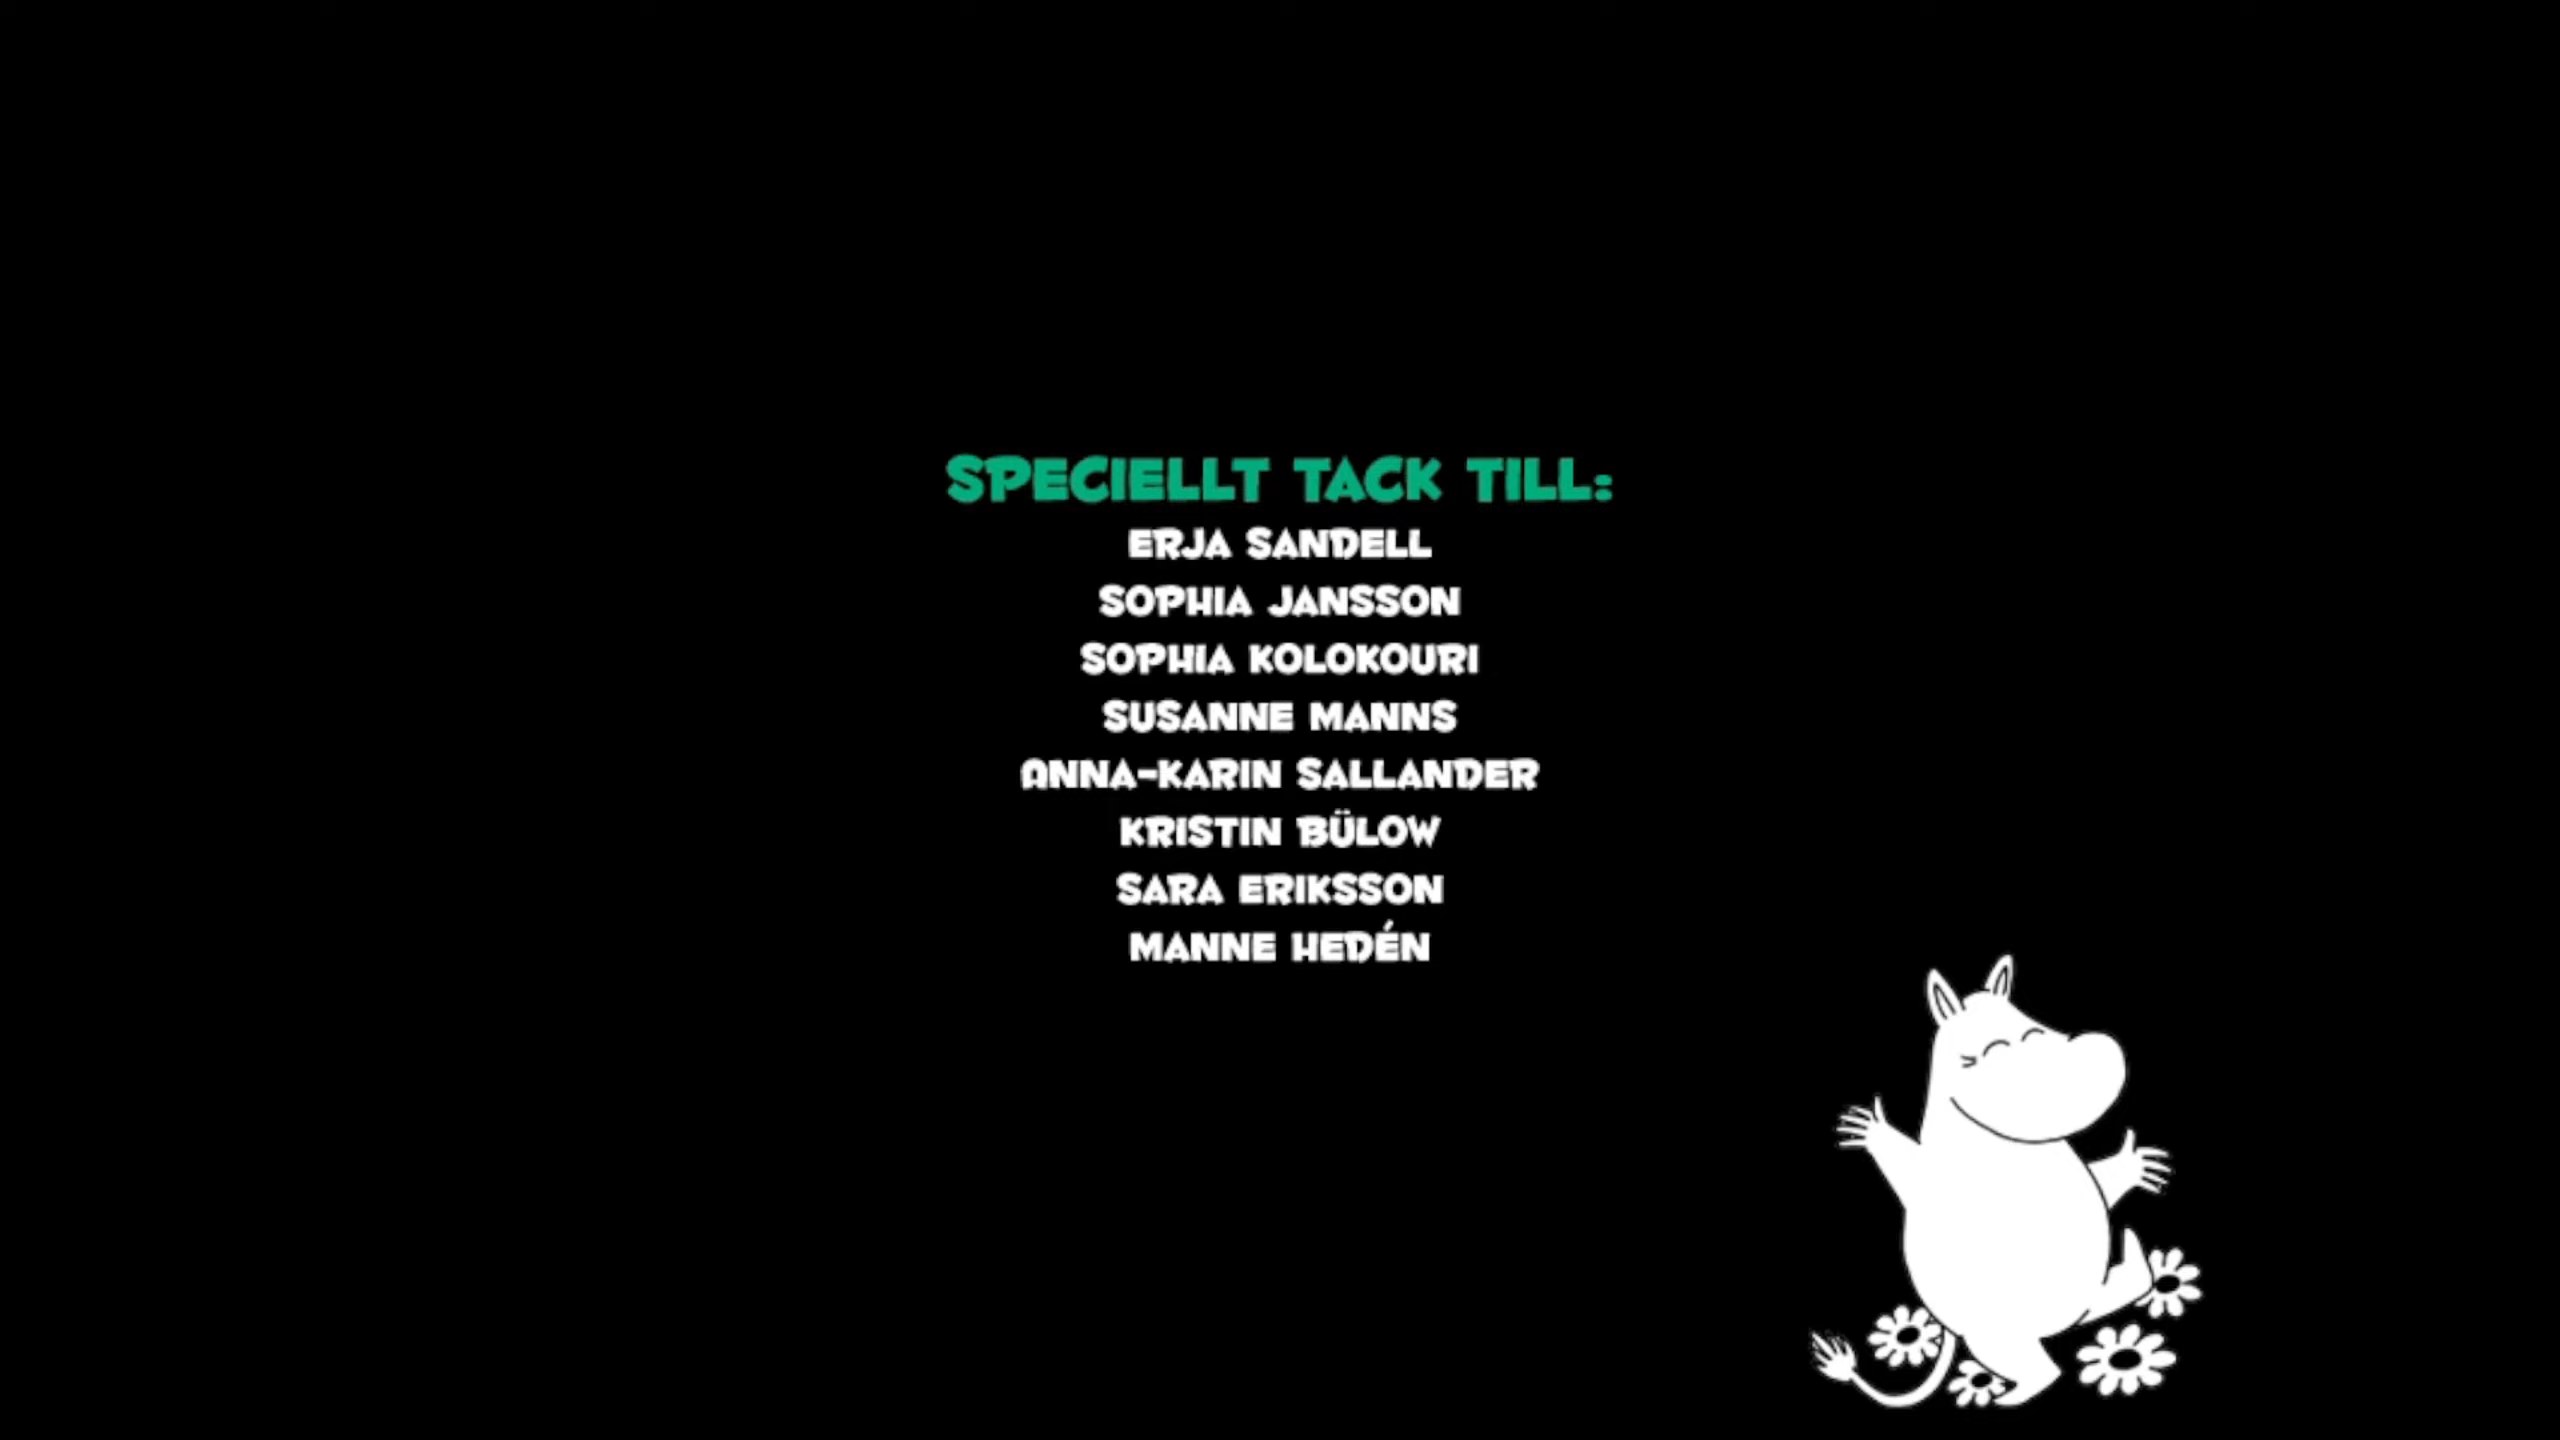 SPECIELLT TACK TILL:
ERJA SANDELL
SOPHIA JANSSON
SOPHIA KOLOKOURI
SUSANNE MANNS
ANNA-KARIN SALLANDER
KRISTIN BÜLOW
SARA ERIKSSON
MANNE HEDÉN